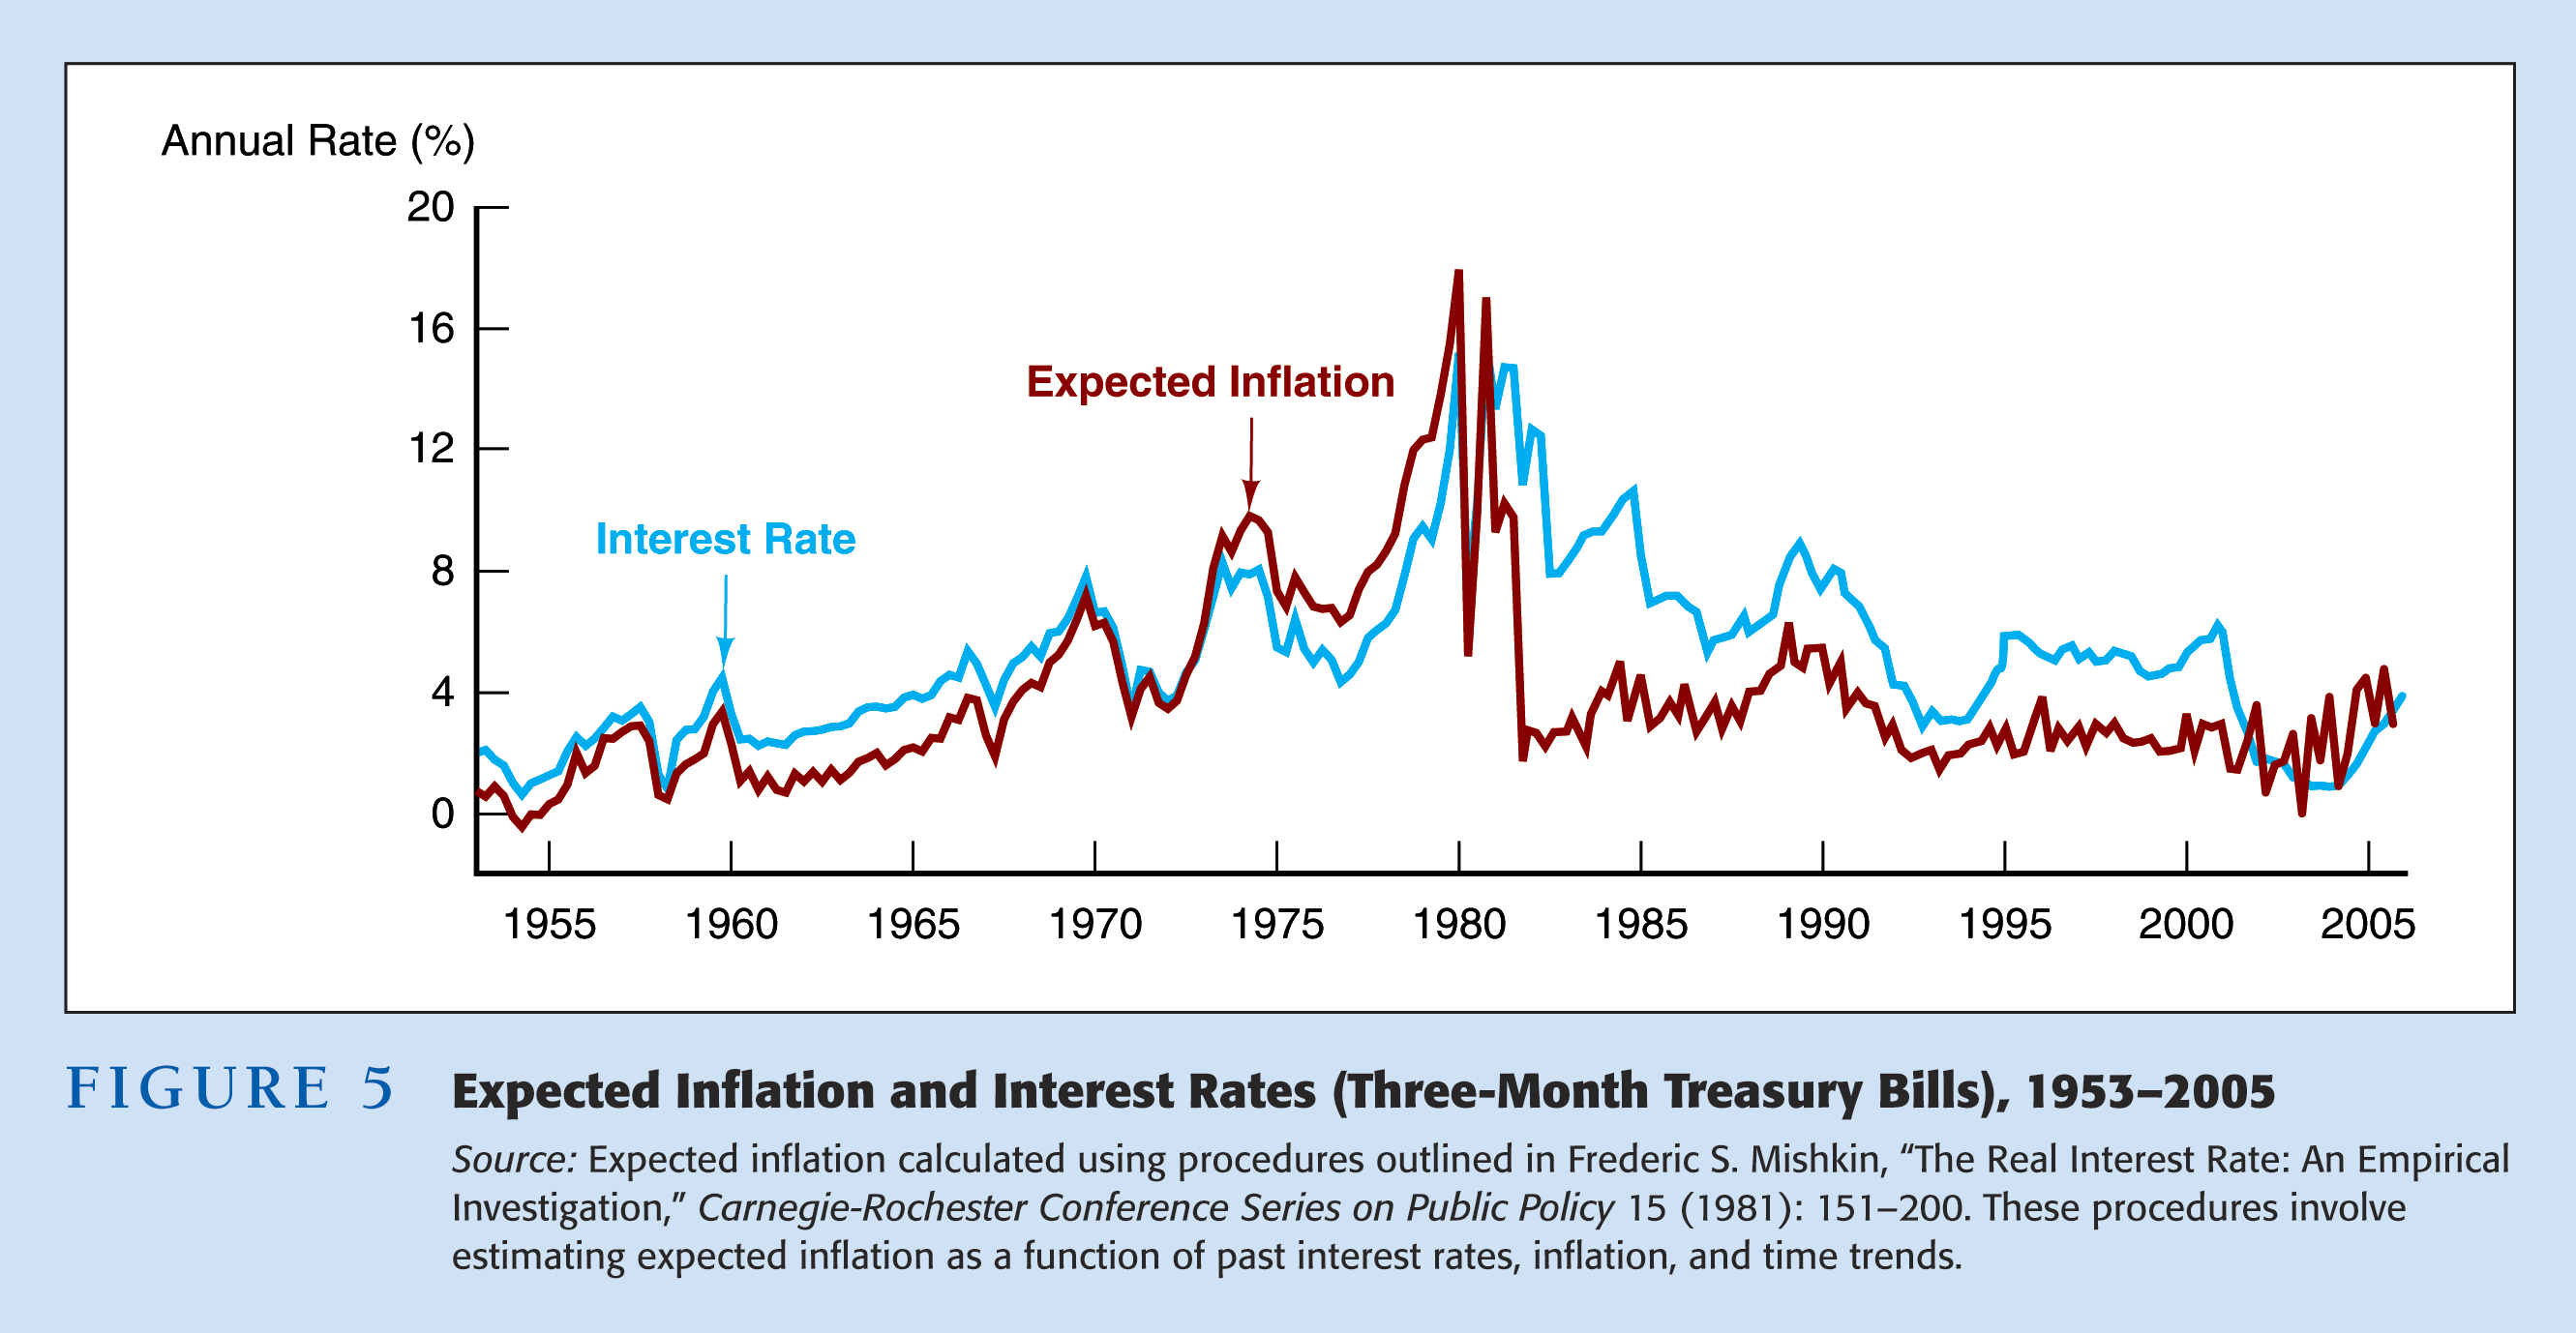 Annual Rate (%)
20
16
12
8
4
0
Expected Inflation
Interest Rate
1955 1960 1965 1970 1975 1980 1985 1990 1995 2000 2005
FIGURE 5 Expected Inflation and Interest Rates (Three-Month Treasury Bills), 1953–2005
Source: Expected inflation calculated using procedures outlined in Frederic S. Mishkin, “The Real Interest Rate: An Empirical
Investigation,” Carnegie-Rochester Conference Series on Public Policy 15 (1981): 151–200. These procedures involve
estimating expected inflation as a function of past interest rates, inflation, and time trends.